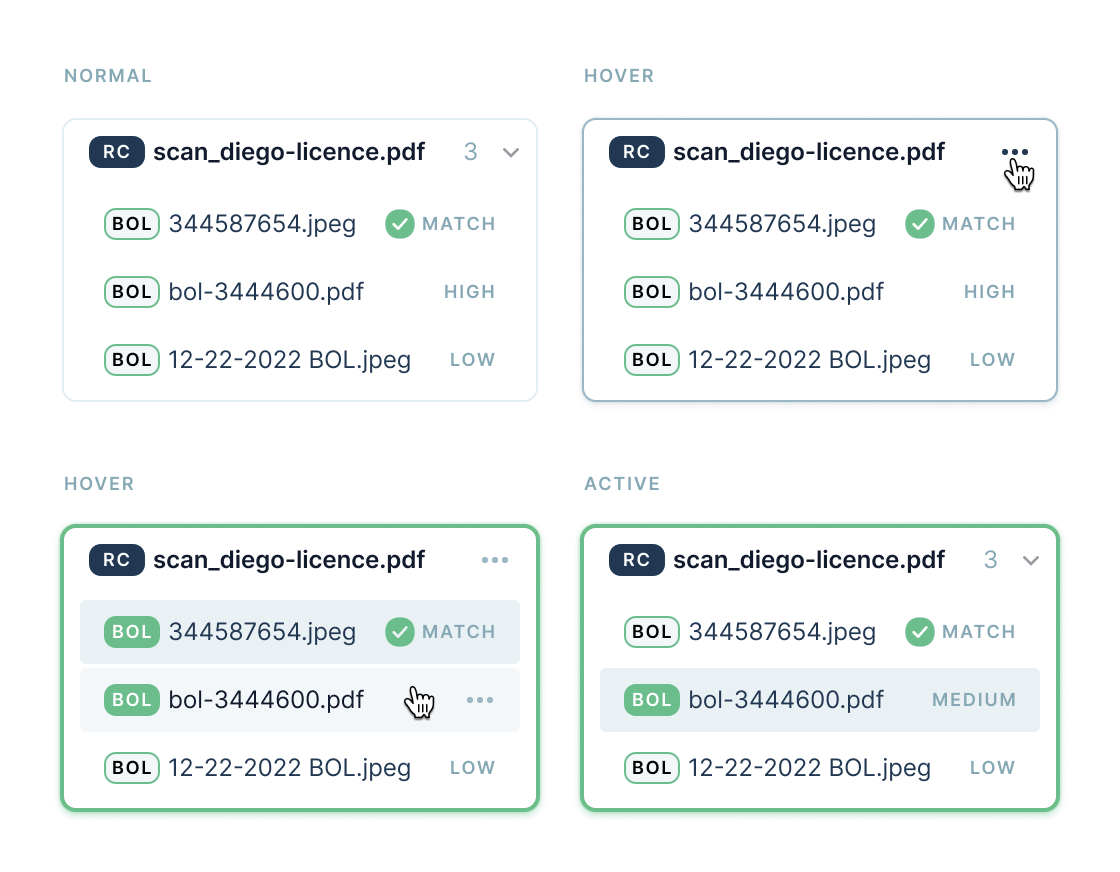 NORMAL
RC scan_diego-licence.pdf 3
BOL 344587654.jpeg MATCH
BOL bol-3444600.pdf HIGH
BOL 12-22-2022 BOL.jpeg LOW
HOVER
RC scan_diego-licence.pdf
BOL 344587654.jpeg MATCH
BOL bol-3444600.pdf HIGH
BOL 12-22-2022 BOL.jpeg LOW
HOVER
RC scan_diego-licence.pdf
BOL 344587654.jpeg MATCH
BOL bol-3444600.pdf
BOL 12-22-2022 BOL.jpeg LOW
ACTIVE
RC scan_diego-licence.pdf 3
BOL 344587654.jpeg MATCH
BOL bol-3444600.pdf MEDIUM
BOL 12-22-2022 BOL.jpeg LOW